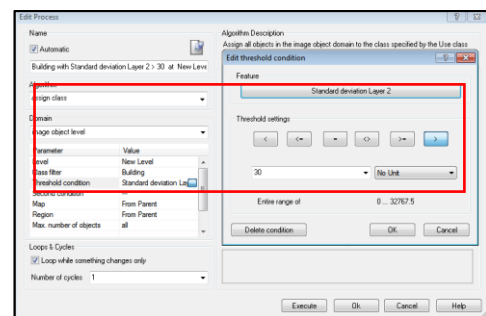 Edit Process
Name
Automatic
Building with Standard deviation Layer 2 > 30 at New Leve
Algorithm
assign class
Domain
image object level
Parameter Value
Level New Level
Class filter Building
Threshold condition Standard deviation La
Second condition ---
Map From Parent
Region From Parent
Max. number of objects all
Loops & Cycles
Loop while something changes only
Number of cycles 1
Algorithm Description
Assign all objects in the image object domain to the class specified by the Use class
Edit threshold condition
Feature
Standard deviation Layer 2
Threshold settings
< <= = <> >= >
30 No Unit
Entire range of 0 ... 32767.5
Delete condition OK Cancel
Execute Ok Cancel Help